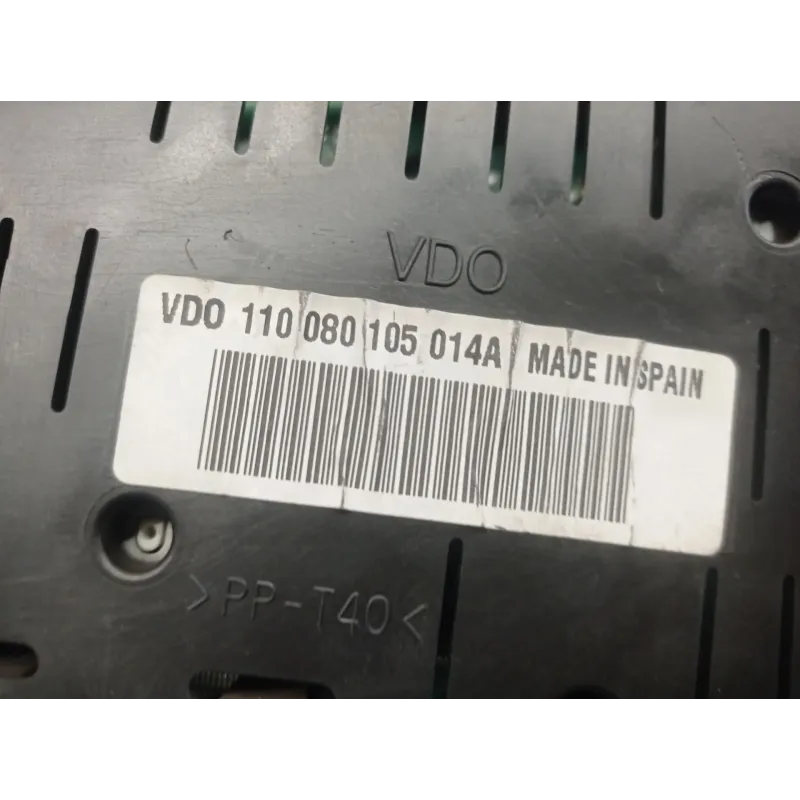 VDO
VDO 110 080 105 014A MADE IN SPAIN
>PP-T40<